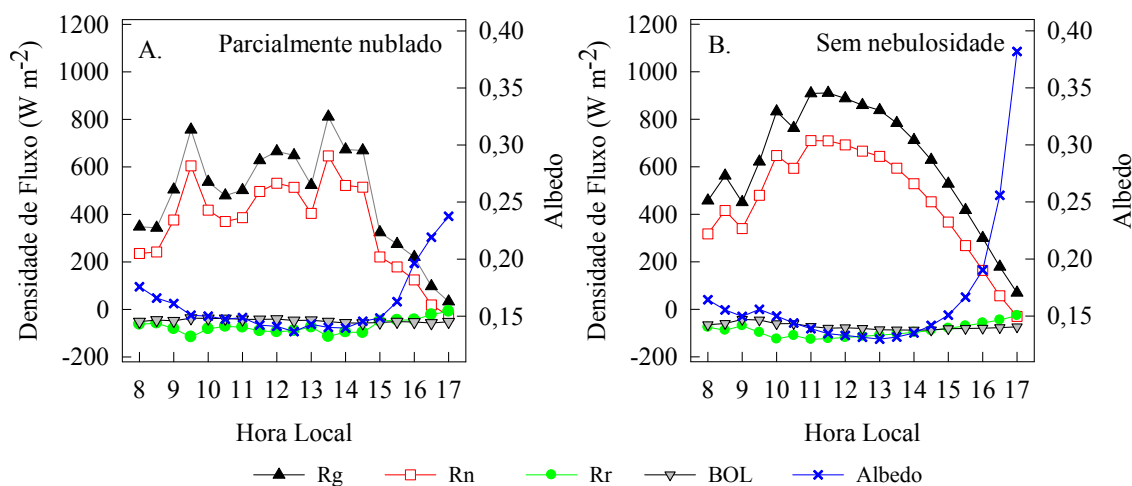 A. Parcialmente nublado
B. Sem nebulosidade
Densidade de Fluxo (W m-2)
1200
1000
800
600
400
200
0
-200
0,40
0,35
0,30
0,25
0,20
0,15
Albedo
8 9 10 11 12 13 14 15 16 17
Hora Local
Densidade de Fluxo (W m-2)
1200
1000
800
600
400
200
0
-200
0,40
0,35
0,30
0,25
0,20
0,15
Albedo
8 9 10 11 12 13 14 15 16 17
Hora Local
Rg Rn Rr BOL Albedo